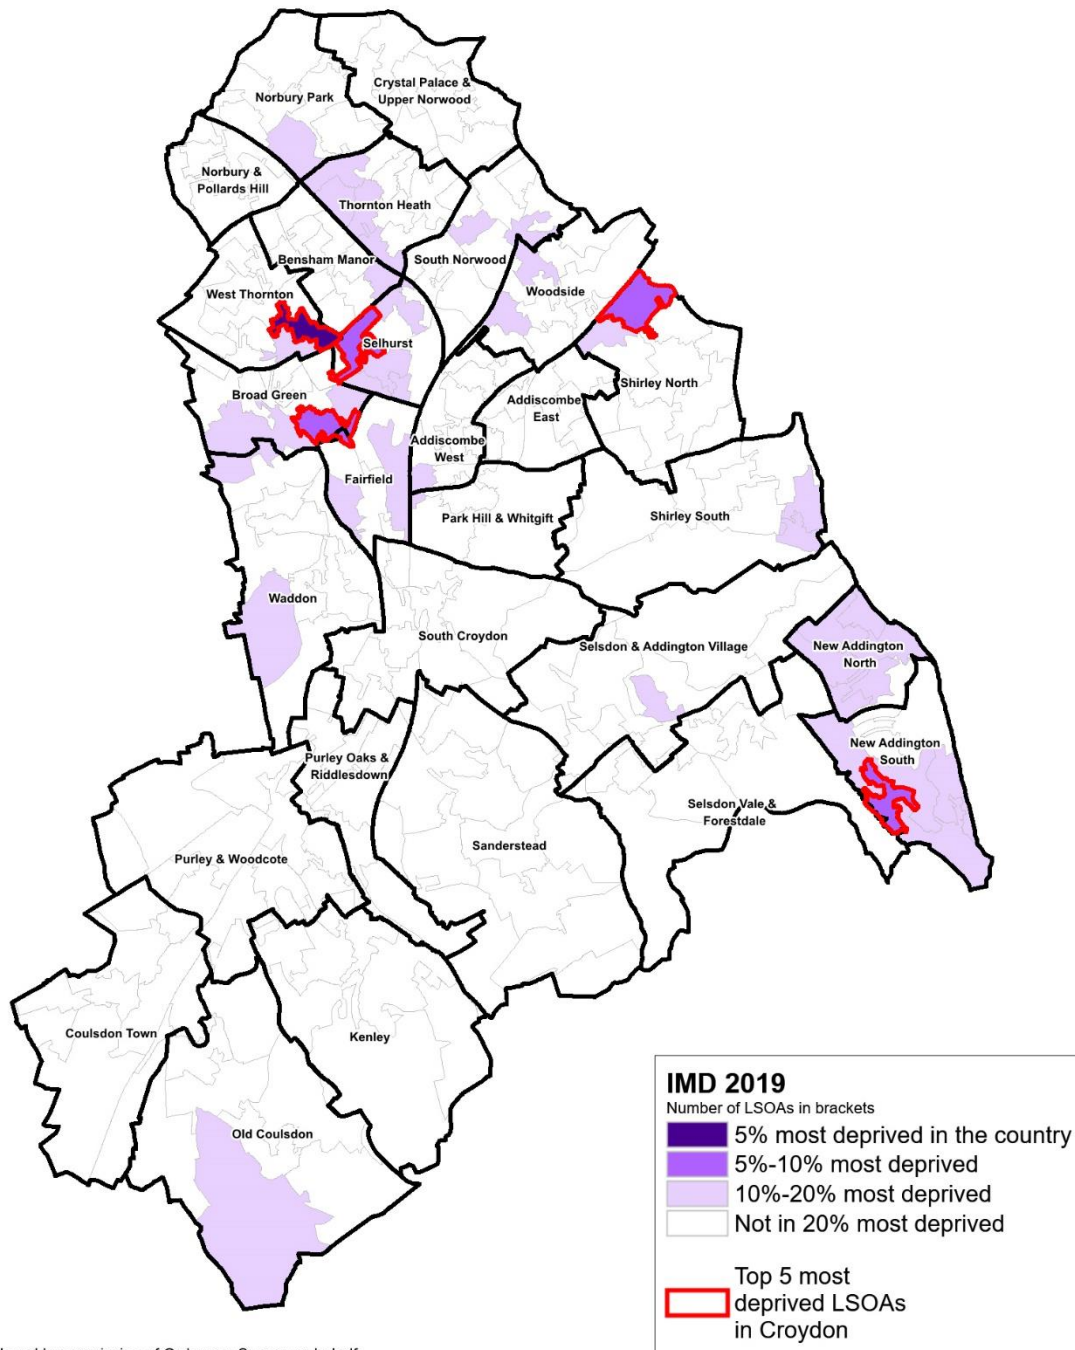 Crystal Palace &
Upper Norwood
Norbury Park
Norbury &
Pollards Hill
Thornton Heath
Bensham Manor
South Norwood
West Thornton
Woodside
Selhurst
Shirley North
Broad Green
Addiscombe
East
Addiscombe
West
Fairfield
Park Hill & Whitgift
Shirley South
Waddon
South Croydon
Selsdon & Addington Village
New Addington
North
New Addington
South
Purley Oaks &
Riddlesdown
Selsdon Vale &
Forestdale
Sanderstead
Purley & Woodcote
Coulsdon Town
Kenley
Old Coulsdon
IMD 2019
Number of LSOAs in brackets
5% most deprived in the country
5%-10% most deprived
10%-20% most deprived
Not in 20% most deprived
Top 5 most
deprived LSOAs
in Croydon